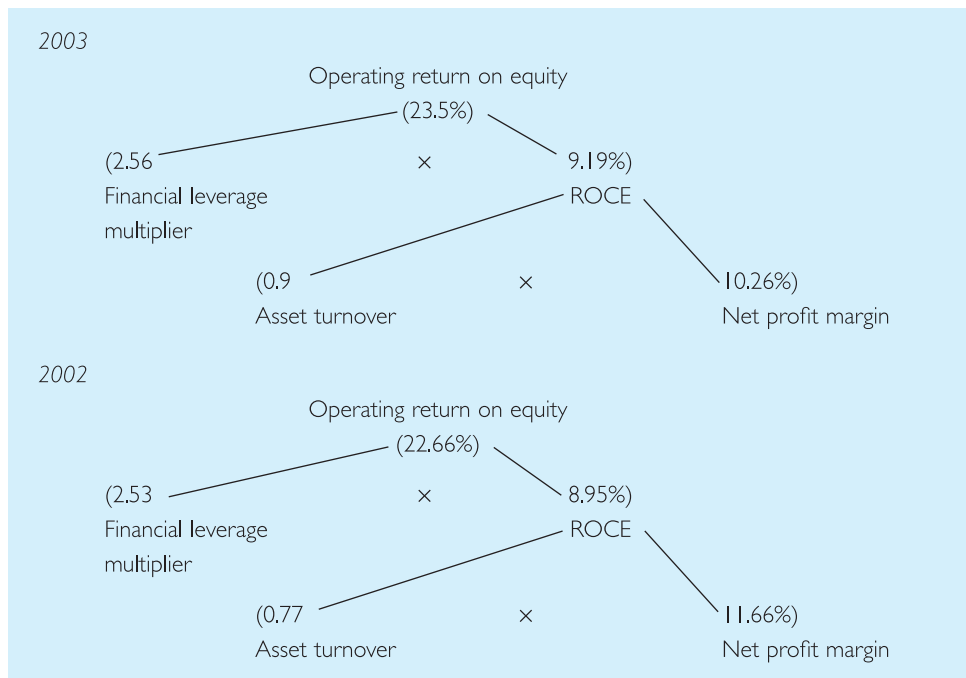 2003
Operating return on equity
(23.5%)
(2.56 × 9.19%)
Financial leverage ROCE
multiplier
(0.9 × 10.26%)
Asset turnover Net profit margin
2002
Operating return on equity
(22.66%)
(2.53 × 8.95%)
Financial leverage ROCE
multiplier
(0.77 × 11.66%)
Asset turnover Net profit margin